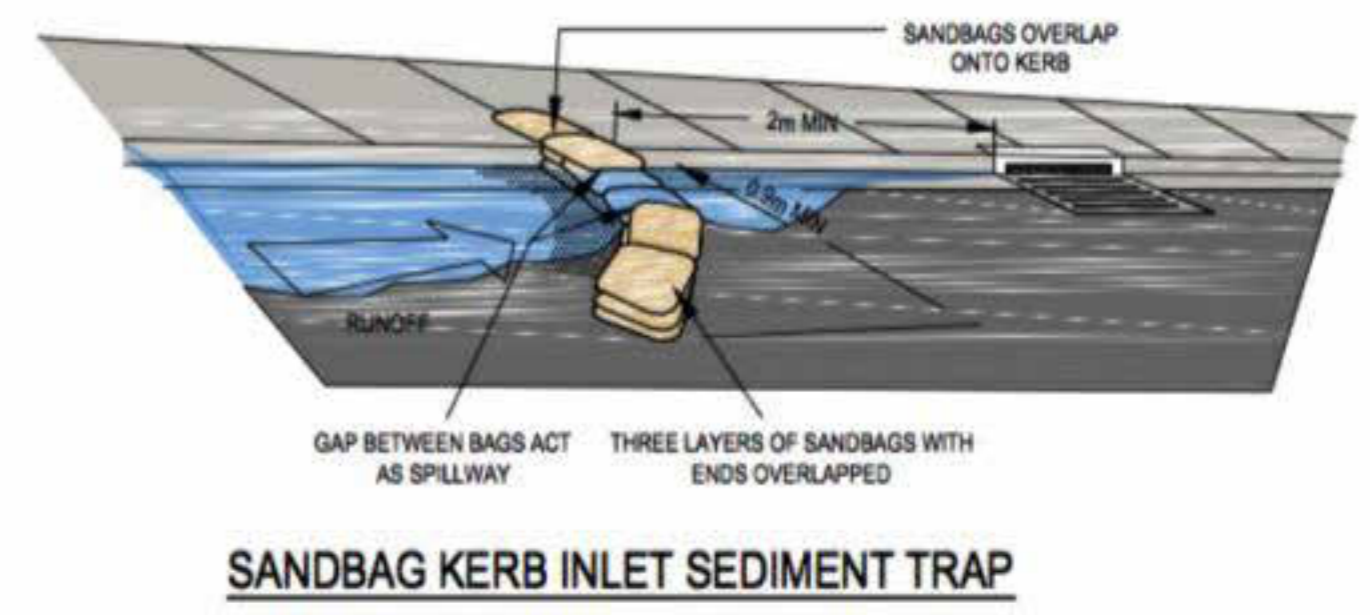 SANDBAGS OVERLAP
ONTO KERB
2m MIN
0.9m MIN
RUNOFF
GAP BETWEEN BAGS ACT
AS SPILLWAY
THREE LAYERS OF SANDBAGS WITH
ENDS OVERLAPPED
SANDBAG KERB INLET SEDIMENT TRAP